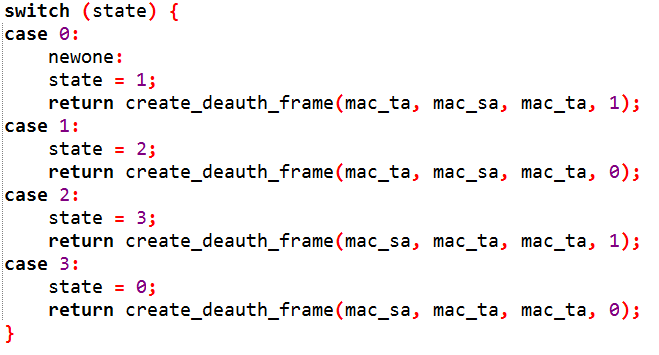 switch (state) {
case 0:
    newone:
    state = 1;
    return create_deauth_frame(mac_ta, mac_sa, mac_ta, 1);
case 1:
    state = 2;
    return create_deauth_frame(mac_ta, mac_sa, mac_ta, 0);
case 2:
    state = 3;
    return create_deauth_frame(mac_sa, mac_ta, mac_ta, 1);
case 3:
    state = 0;
    return create_deauth_frame(mac_sa, mac_ta, mac_ta, 0);
}